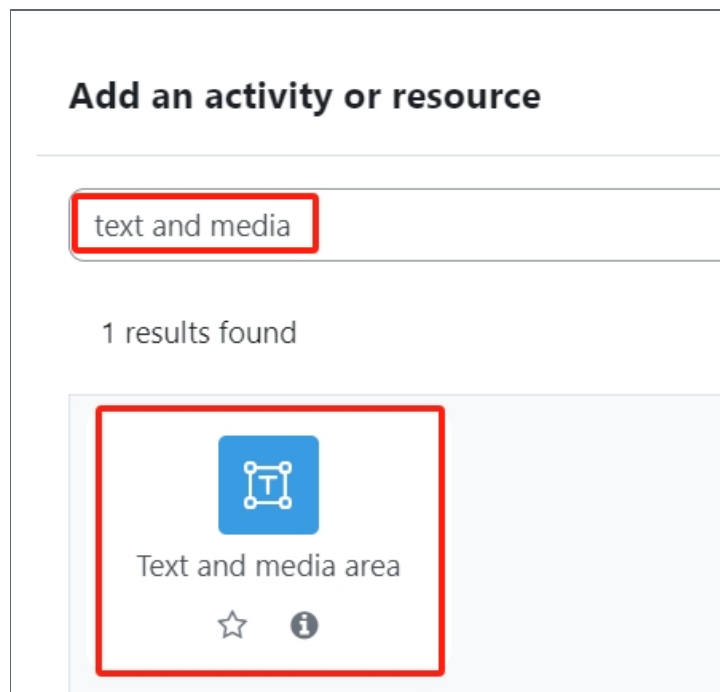 Add an activity or resource
text and media
1 results found
T
Text and media area